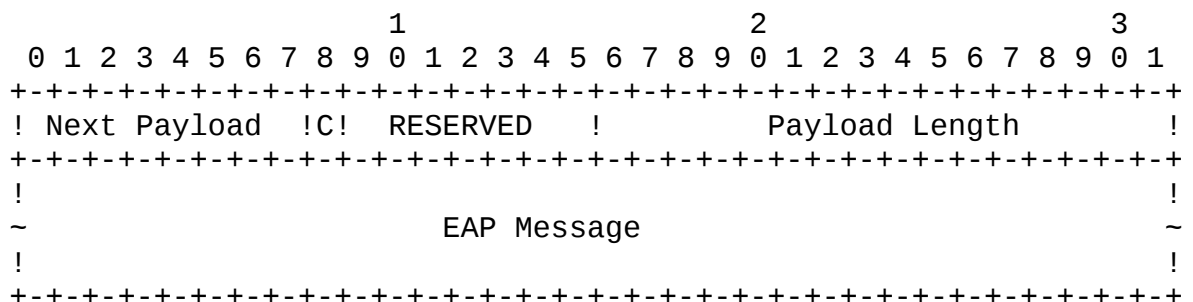 1                   2                   3
 0 1 2 3 4 5 6 7 8 9 0 1 2 3 4 5 6 7 8 9 0 1 2 3 4 5 6 7 8 9 0 1
+-+-+-+-+-+-+-+-+-+-+-+-+-+-+-+-+-+-+-+-+-+-+-+-+-+-+-+-+-+-+-+-+
! Next Payload  !C!  RESERVED   !         Payload Length        !
+-+-+-+-+-+-+-+-+-+-+-+-+-+-+-+-+-+-+-+-+-+-+-+-+-+-+-+-+-+-+-+-+
!                                                               !
~                       EAP Message                             ~
!                                                               !
+-+-+-+-+-+-+-+-+-+-+-+-+-+-+-+-+-+-+-+-+-+-+-+-+-+-+-+-+-+-+-+-+